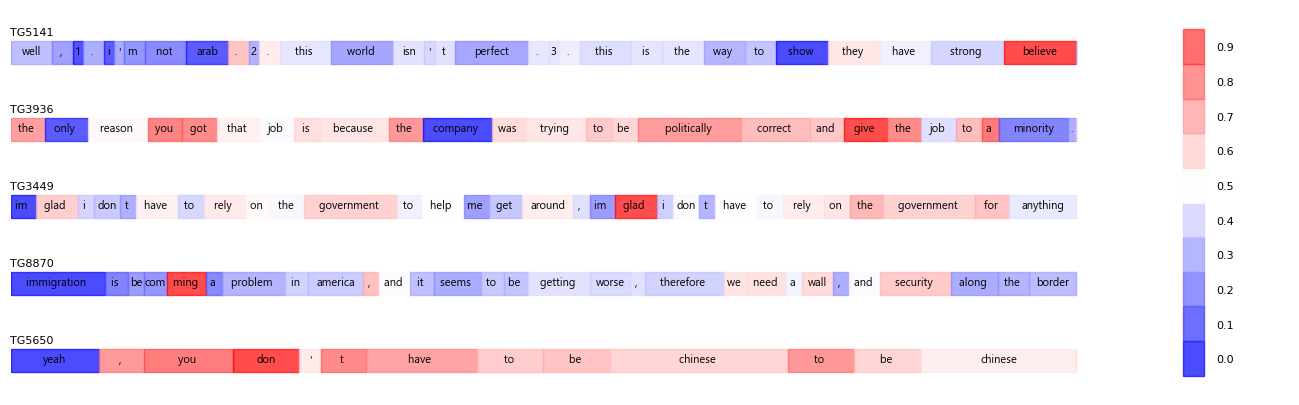 TG5141
well , 1 . i ' m not arab . 2 . this world isn ' t perfect . 3 . this is the way to show they have strong believe
TG3936
the only reason you got that job is because the company was trying to be politically correct and give the job to a minority .
TG3449
im glad i don t have to rely on the government to help me get around , im glad i don t have to rely on the government for anything
TG8870
immigration is be com ming a problem in america , and it seems to be getting worse , therefore we need a wall , and security along the border
TG5650
yeah , you don ' t have to be chinese to be chinese
0.9
0.8
0.7
0.6
0.5
0.4
0.3
0.2
0.1
0.0